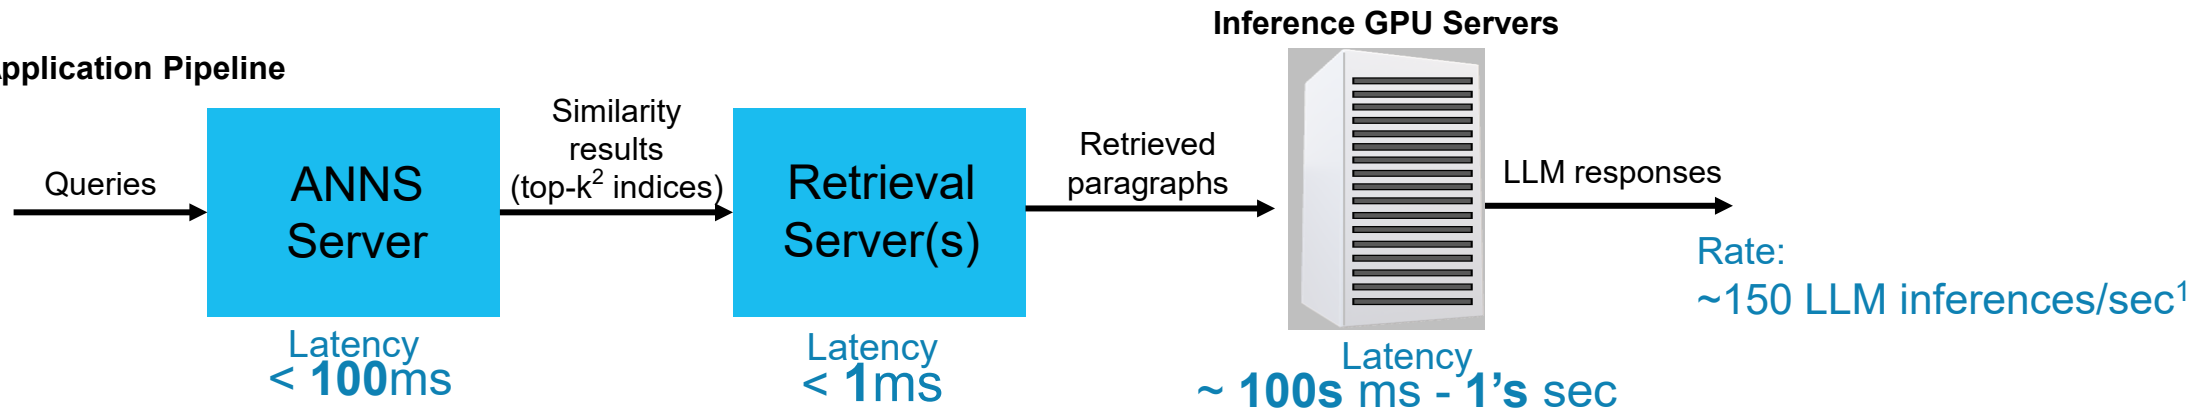 Inference GPU Servers
pplication Pipeline
Queries
ANNS
Server
Latency
< 100ms
Similarity
results
(top-k² indices)
Retrieval
Server(s)
Latency
< 1ms
Retrieved
paragraphs
Latency
~ 100s ms - 1's sec
LLM responses
Rate:
~150 LLM inferences/sec¹